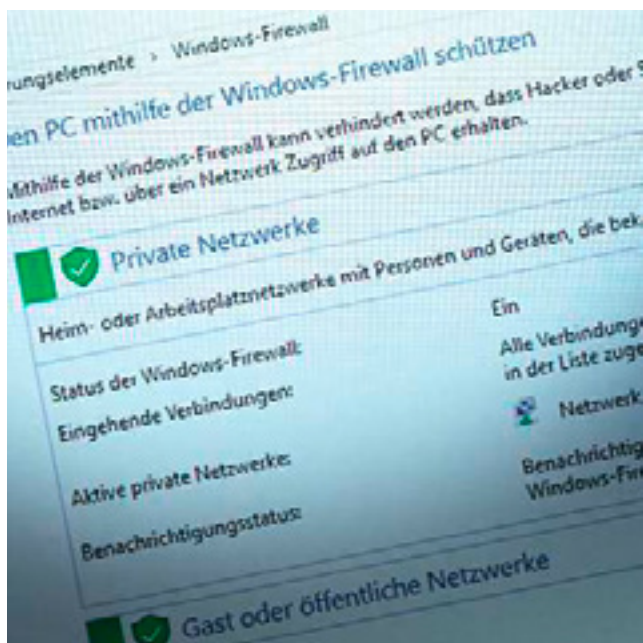 rungselemente › Windows-Firewall
en PC mithilfe der Windows-Firewall schützen
Mithilfe der Windows-Firewall kann verhindert werden, dass Hacker oder S
Internet bzw. über ein Netzwerk Zugriff auf den PC erhalten.
Private Netzwerke
Heim- oder Arbeitsplatznetzwerke mit Personen und Geräten, die bek
Status der Windows-Firewall: Ein
Eingehende Verbindungen: Alle Verbindunge
in der Liste zuge
Aktive private Netzwerke: Netzwerk
Benachrichtigungsstatus: Benachrichtig
Windows-Fire
Gast oder öffentliche Netzwerke